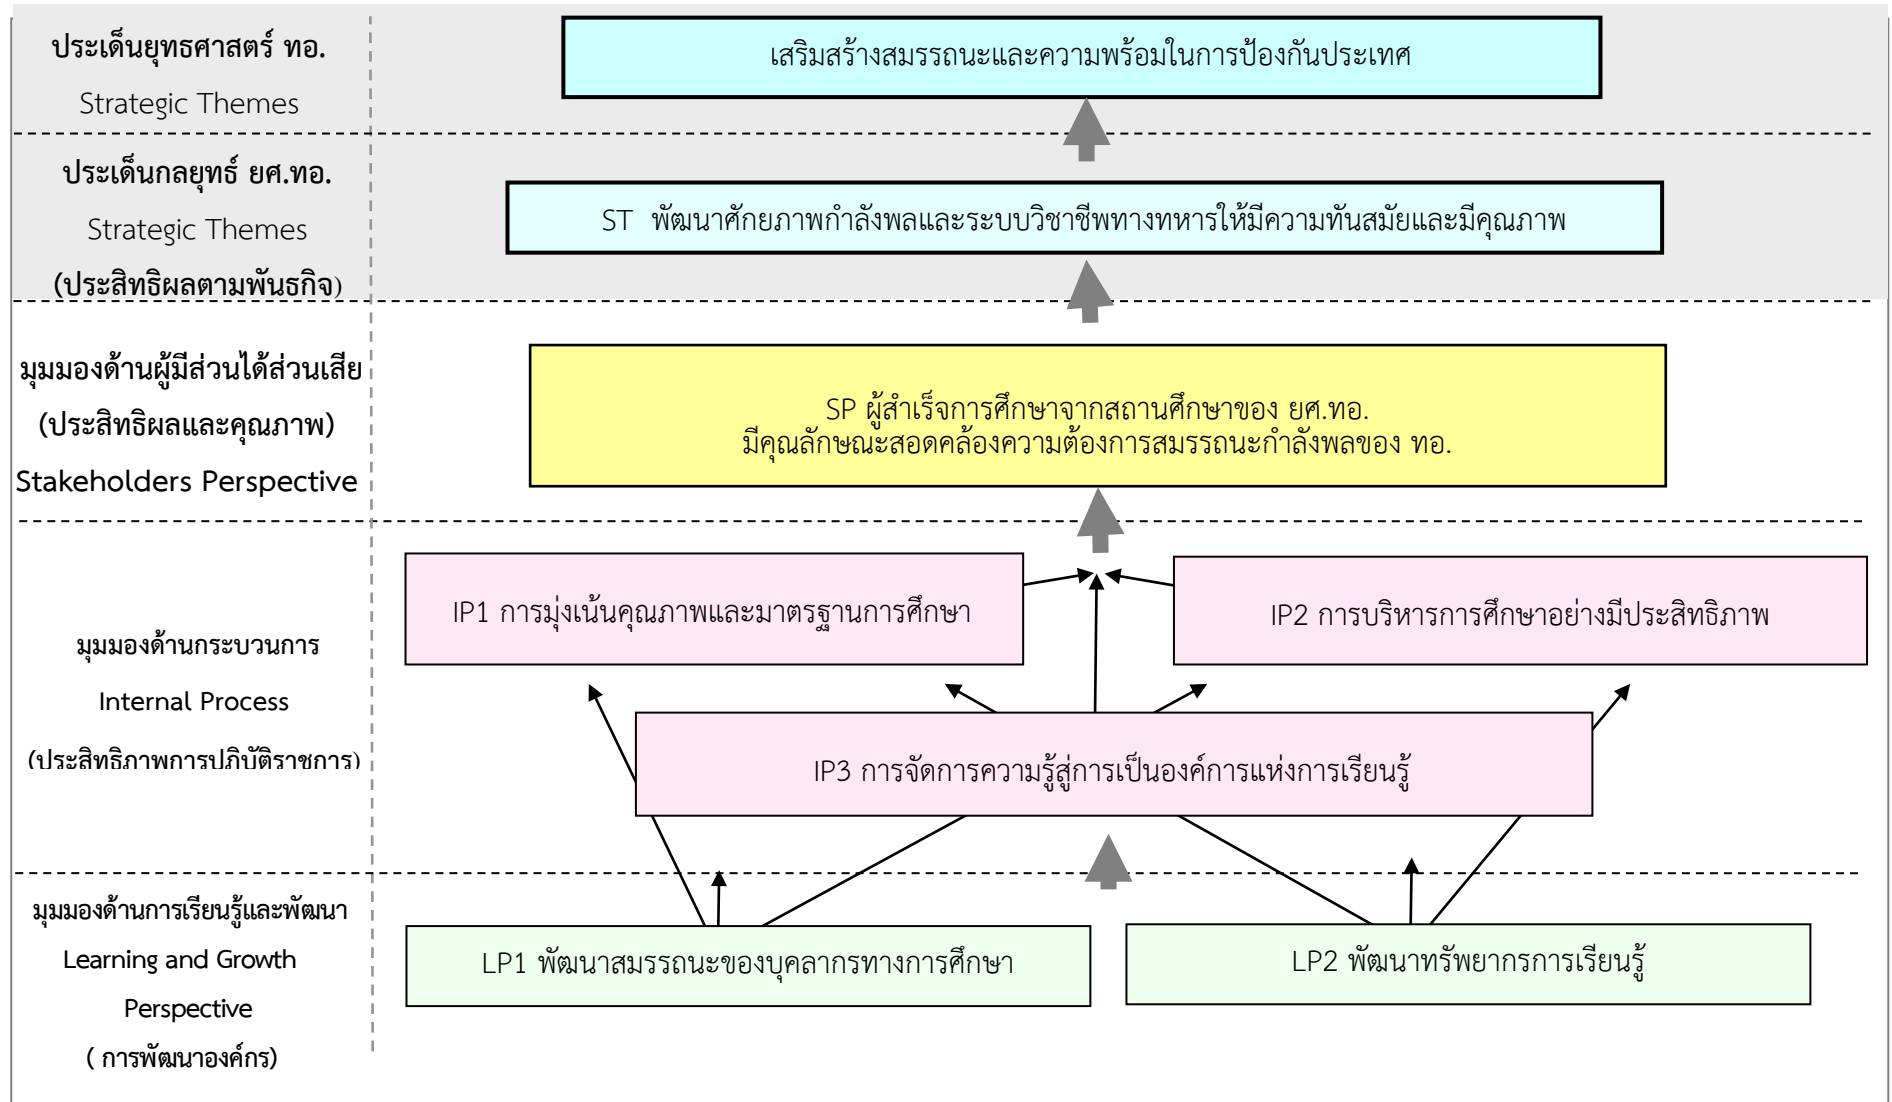 ประเด็นยุทธศาสตร์ ทอ.
Strategic Themes
เสริมสร้างสมรรถนะและความพร้อมในการป้องกันประเทศ
ประเด็นกลยุทธ์ ยศ.ทอ.
Strategic Themes
(ประสิทธิผลตามพันธกิจ)
ST พัฒนาศักยภาพกำลังพลและระบบวิชาชีพทางทหารให้มีความทันสมัยและมีคุณภาพ
มุมมองด้านผู้มีส่วนได้ส่วนเสีย
(ประสิทธิผลและคุณภาพ)
Stakeholders Perspective
SP ผู้สำเร็จการศึกษาจากสถานศึกษาของ ยศ.ทอ.
มีคุณลักษณะสอดคล้องความต้องการสมรรถนะกำลังพลของ ทอ.
มุมมองด้านกระบวนการ
Internal Process
(ประสิทธิภาพการปฏิบัติราชการ)
IP1 การมุ่งเน้นคุณภาพและมาตรฐานการศึกษา
IP2 การบริหารการศึกษาอย่างมีประสิทธิภาพ
IP3 การจัดการความรู้สู่การเป็นองค์การแห่งการเรียนรู้
มุมมองด้านการเรียนรู้และพัฒนา
Learning and Growth
Perspective
( การพัฒนาองค์กร)
LP1 พัฒนาสมรรถนะของบุคลากรทางการศึกษา
LP2 พัฒนาทรัพยากรการเรียนรู้